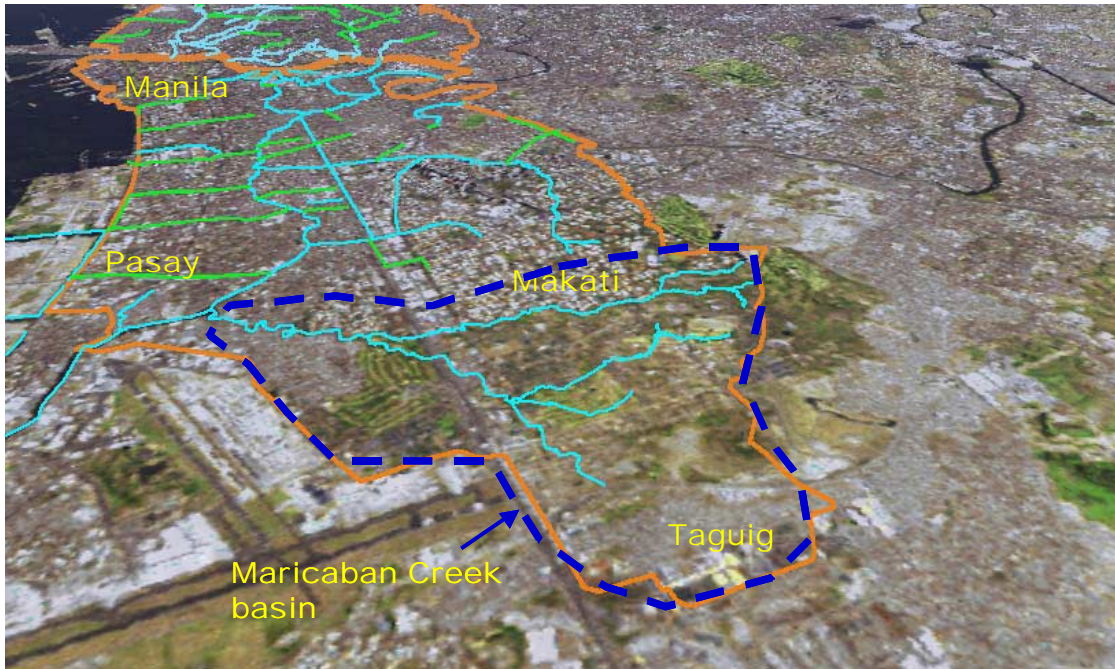 Manila
Pasay
Makati
Taguig
Maricaban Creek
basin